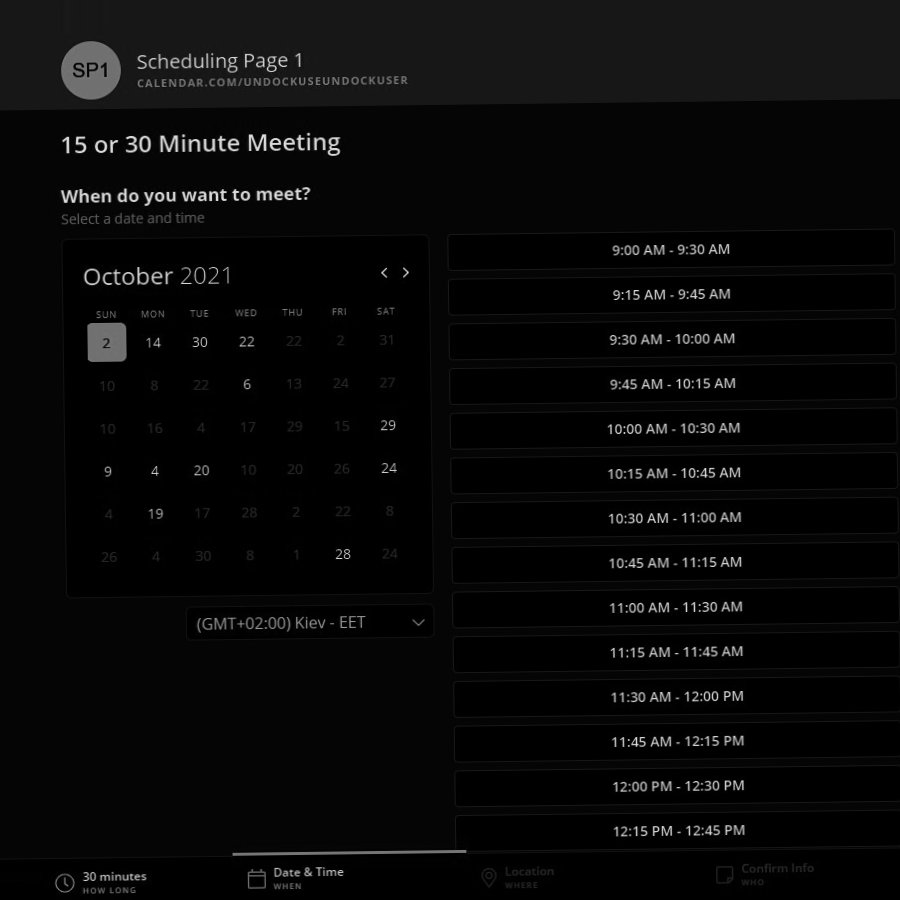 SP1
Scheduling Page 1
CALENDAR.COM/UNDOCKUSEUNDOCKUSER
15 or 30 Minute Meeting
When do you want to meet?
Select a date and time
October 2021
SUN MON TUE WED THU FRI SAT
2 14 30 22 22 2 31
10 8 22 6 13 24 27
10 16 4 17 29 15 29
9 4 20 10 20 26 24
4 19 17 28 2 22 8
26 4 30 8 1 28 24
(GMT+02:00) Kiev - EET
9:00 AM - 9:30 AM
9:15 AM - 9:45 AM
9:30 AM - 10:00 AM
9:45 AM - 10:15 AM
10:00 AM - 10:30 AM
10:15 AM - 10:45 AM
10:30 AM - 11:00 AM
10:45 AM - 11:15 AM
11:00 AM - 11:30 AM
11:15 AM - 11:45 AM
11:30 AM - 12:00 PM
11:45 AM - 12:15 PM
12:00 PM - 12:30 PM
12:15 PM - 12:45 PM
30 minutes
HOW LONG
Date & Time
WHEN
Location
WHERE
Confirm Info
WHO